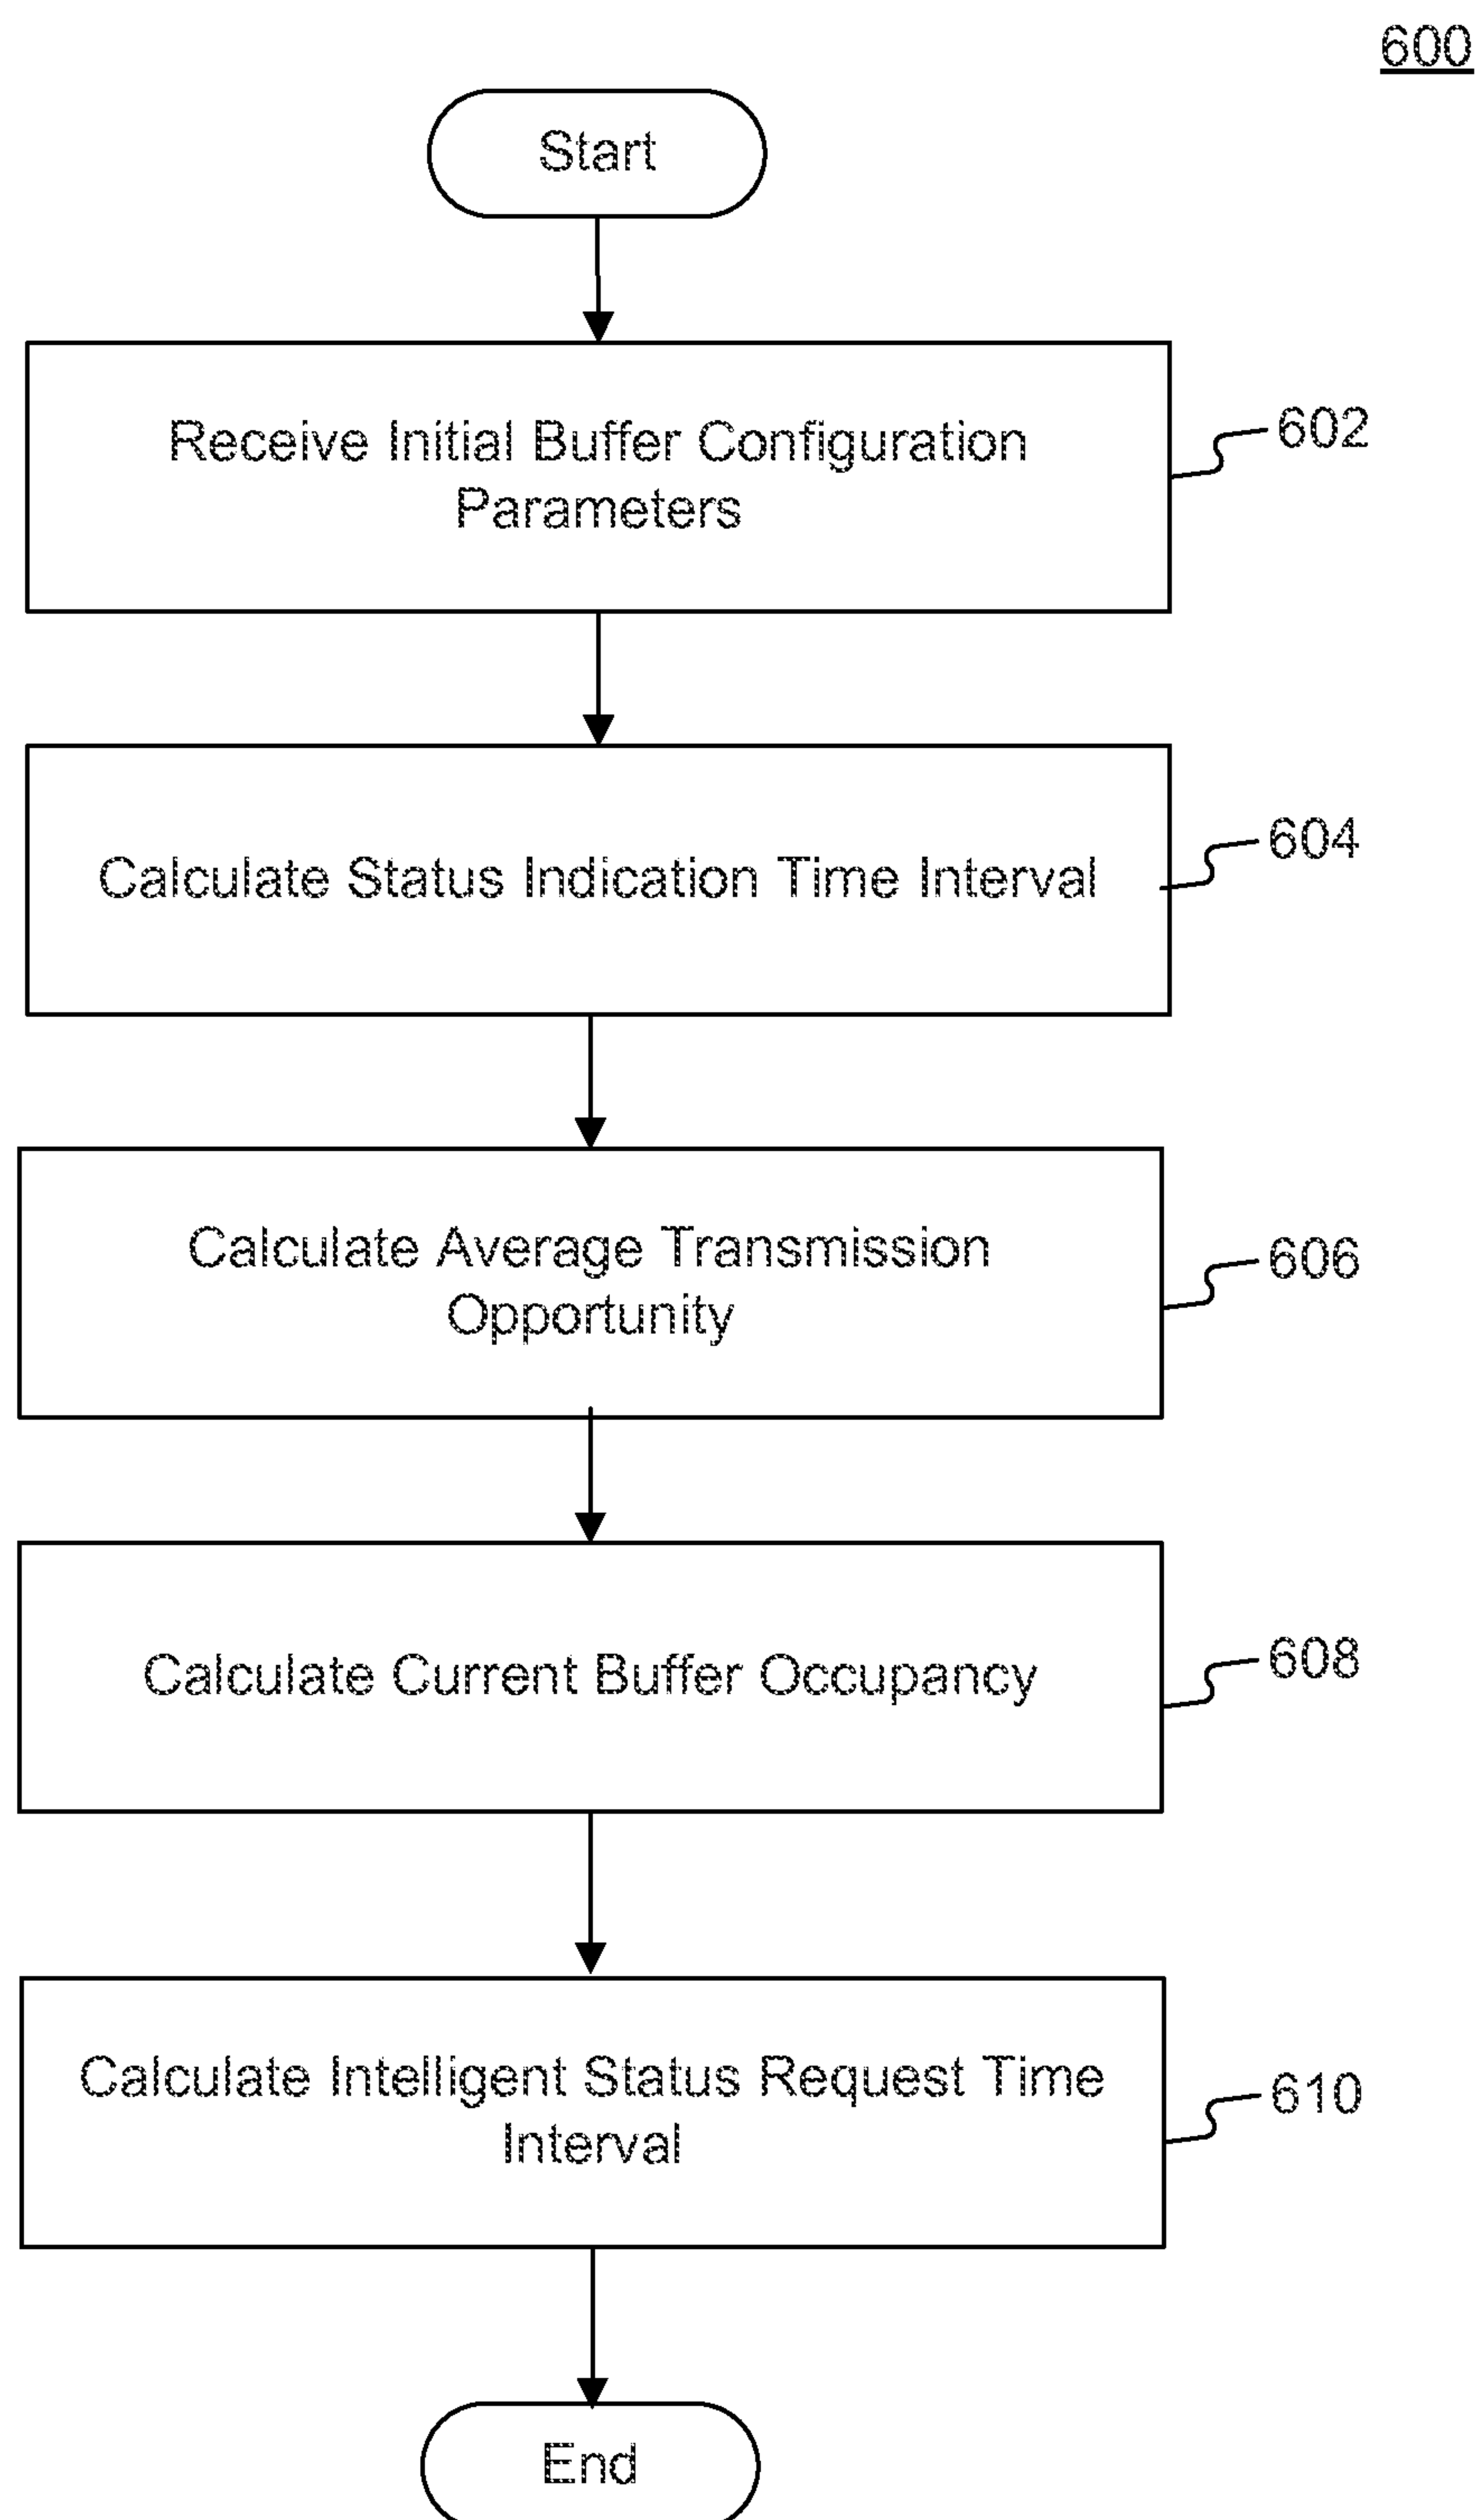 600
Start
Receive Initial Buffer Configuration
Parameters
602
Calculate Status Indication Time Interval
604
Calculate Average Transmission
Opportunity
606
Calculate Current Buffer Occupancy
608
Calculate Intelligent Status Request Time
Interval
610
End